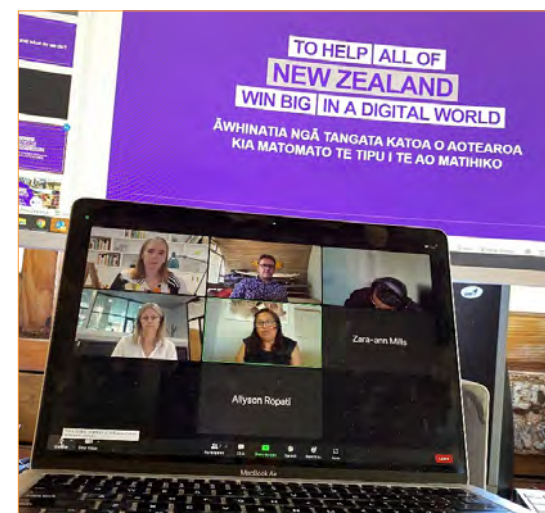 TO HELP ALL OF
NEW ZEALAND
WIN BIG IN A DIGITAL WORLD
ĀWHINATIA NGĀ TANGATA KATOA O AOTEAROA
KIA MATOMATO TE TIPU I TE AO MATIHIKO
Zara-ann Mills
Allyson Ropati
MacBook Air